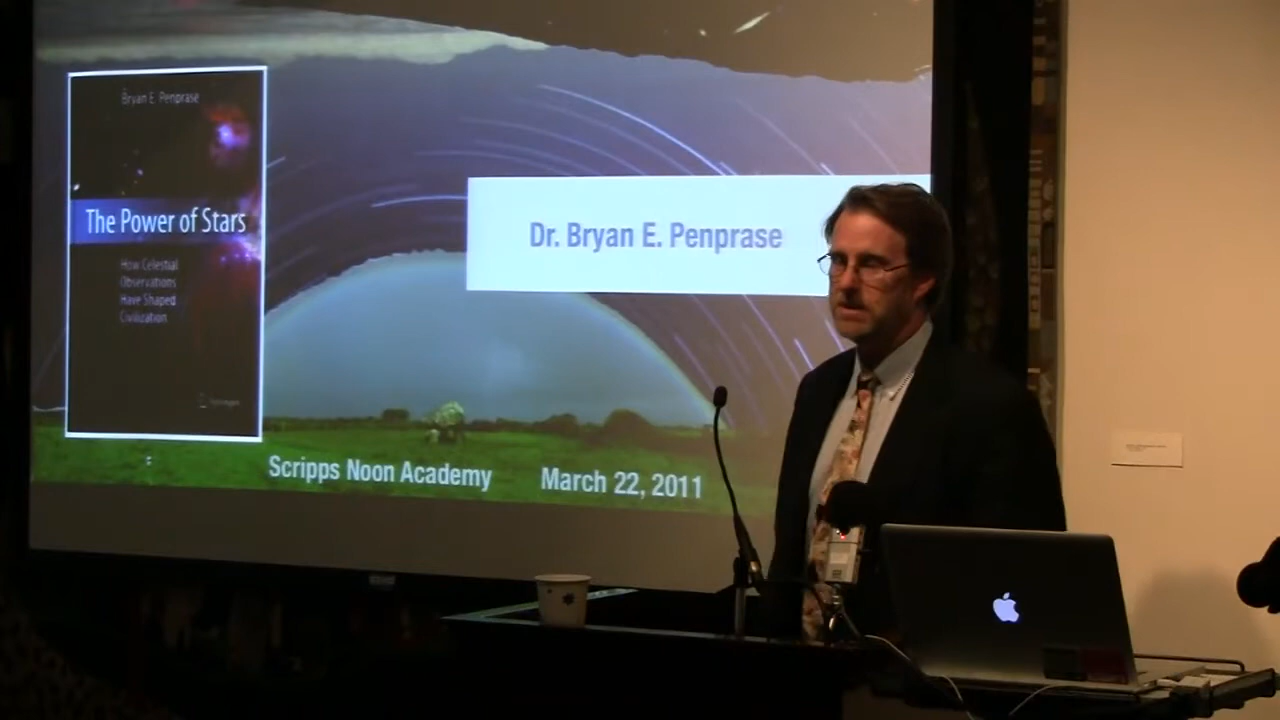 Bryan E. Penprase
The Power of Stars
How Celestial
Observations
Have Shaped
Civilization
Dr. Bryan E. Penprase
Scripps Noon Academy
March 22, 2011